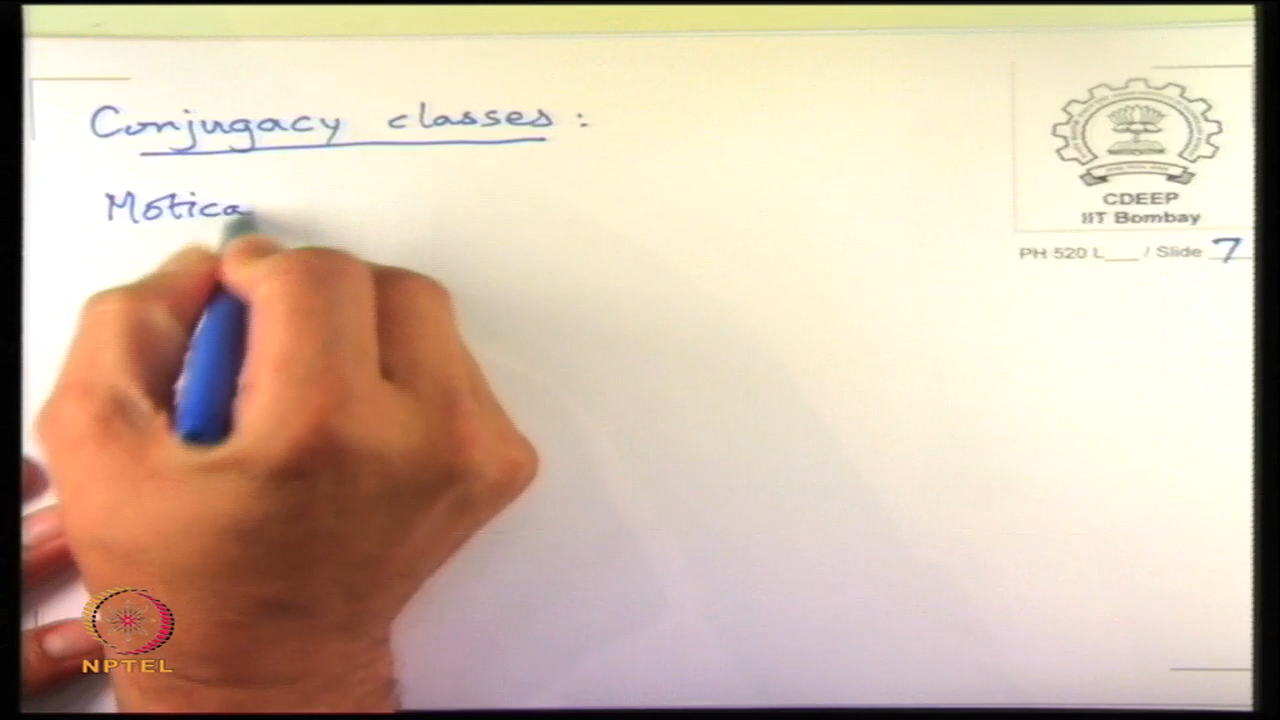 Conjugacy classes :
Motica
CDEEP
IIT Bombay
PH 520 L___ / Slide 7
NPTEL